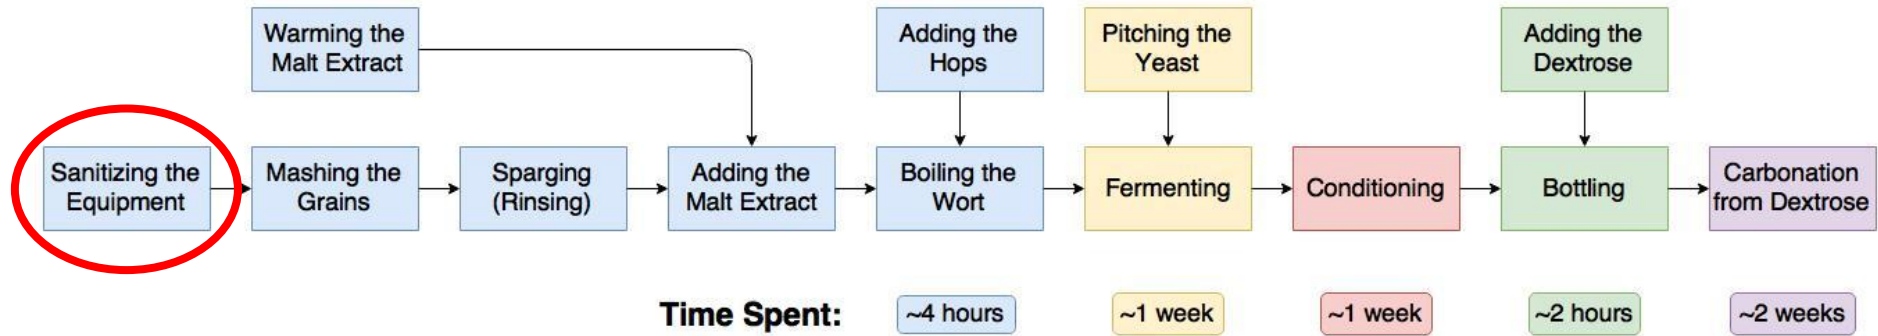 Warming the
Malt Extract
Adding the
Hops
Pitching the
Yeast
Adding the
Dextrose
Sanitizing the
Equipment
Mashing the
Grains
Sparging
(Rinsing)
Adding the
Malt Extract
Boiling the
Wort
Fermenting
Conditioning
Bottling
Carbonation
from Dextrose
Time Spent:
~4 hours
~1 week
~1 week
~2 hours
~2 weeks